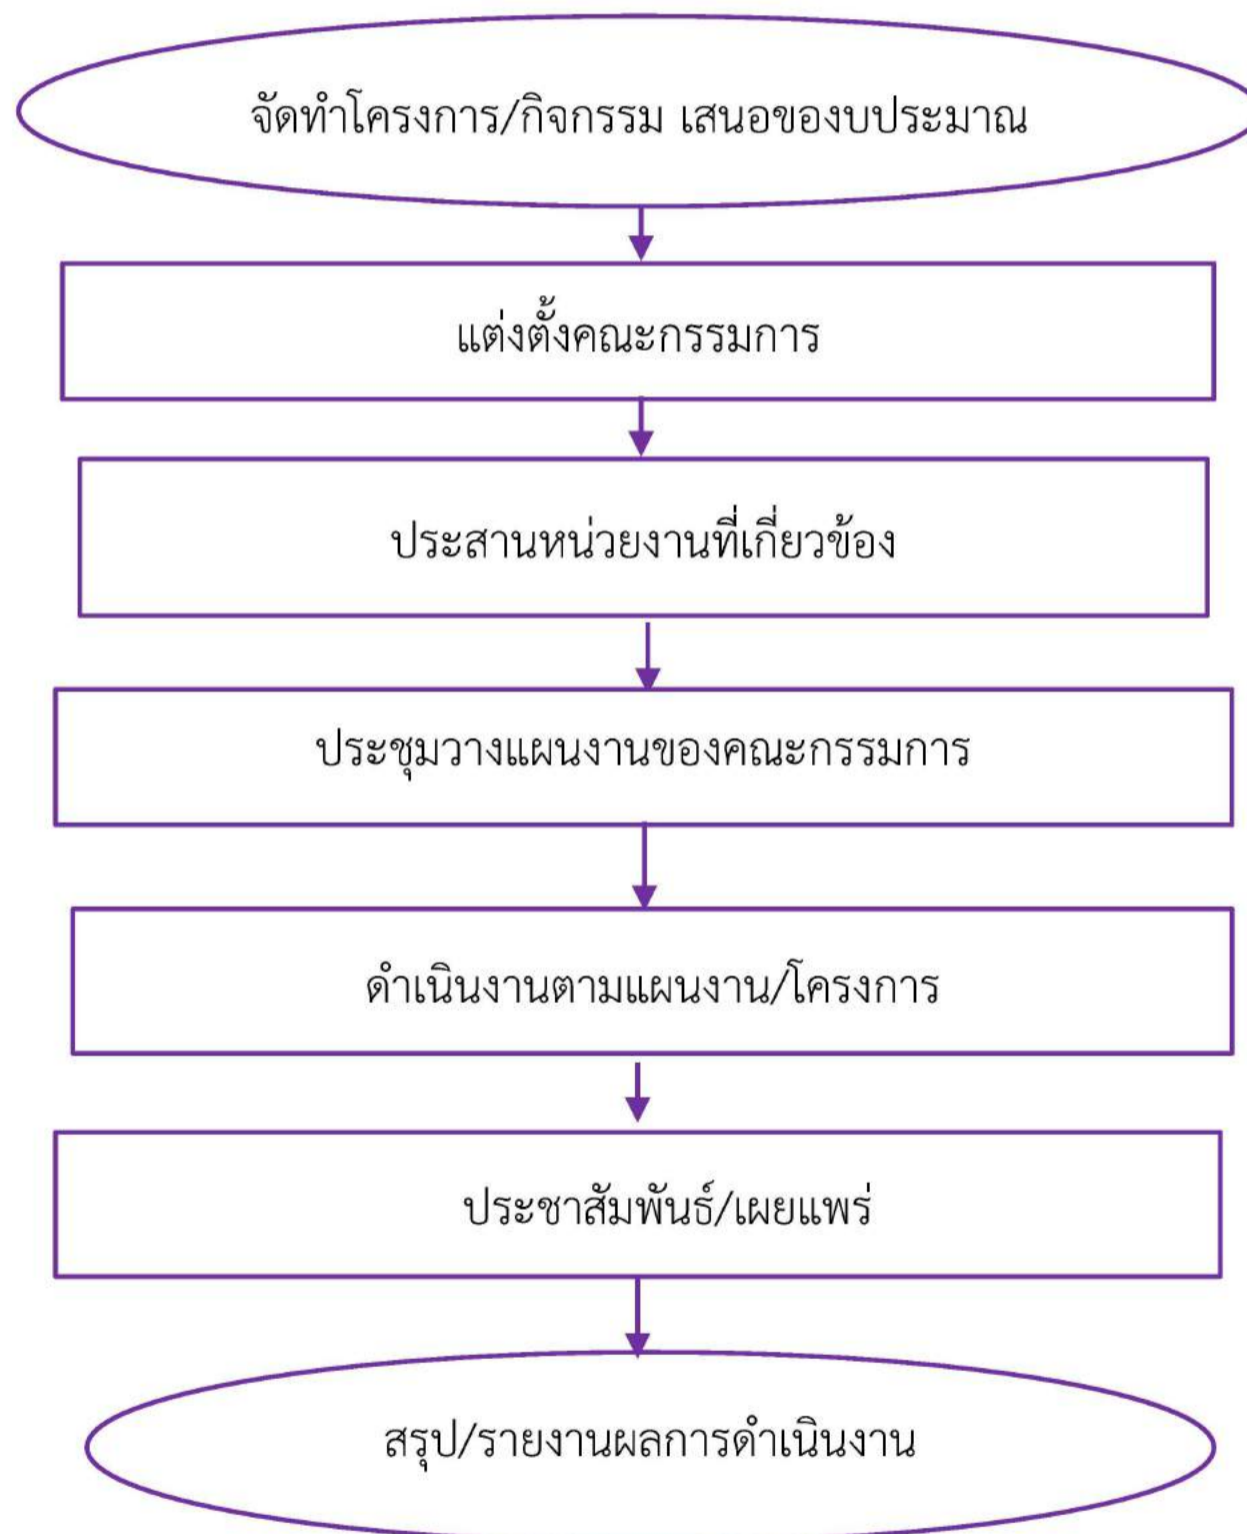 จัดทำโครงการ/กิจกรรม เสนอของบประมาณ
แต่งตั้งคณะกรรมการ
ประสานหน่วยงานที่เกี่ยวข้อง
ประชุมวางแผนงานของคณะกรรมการ
ดำเนินงานตามแผนงาน/โครงการ
ประชาสัมพันธ์/เผยแพร่
สรุป/รายงานผลการดำเนินงาน